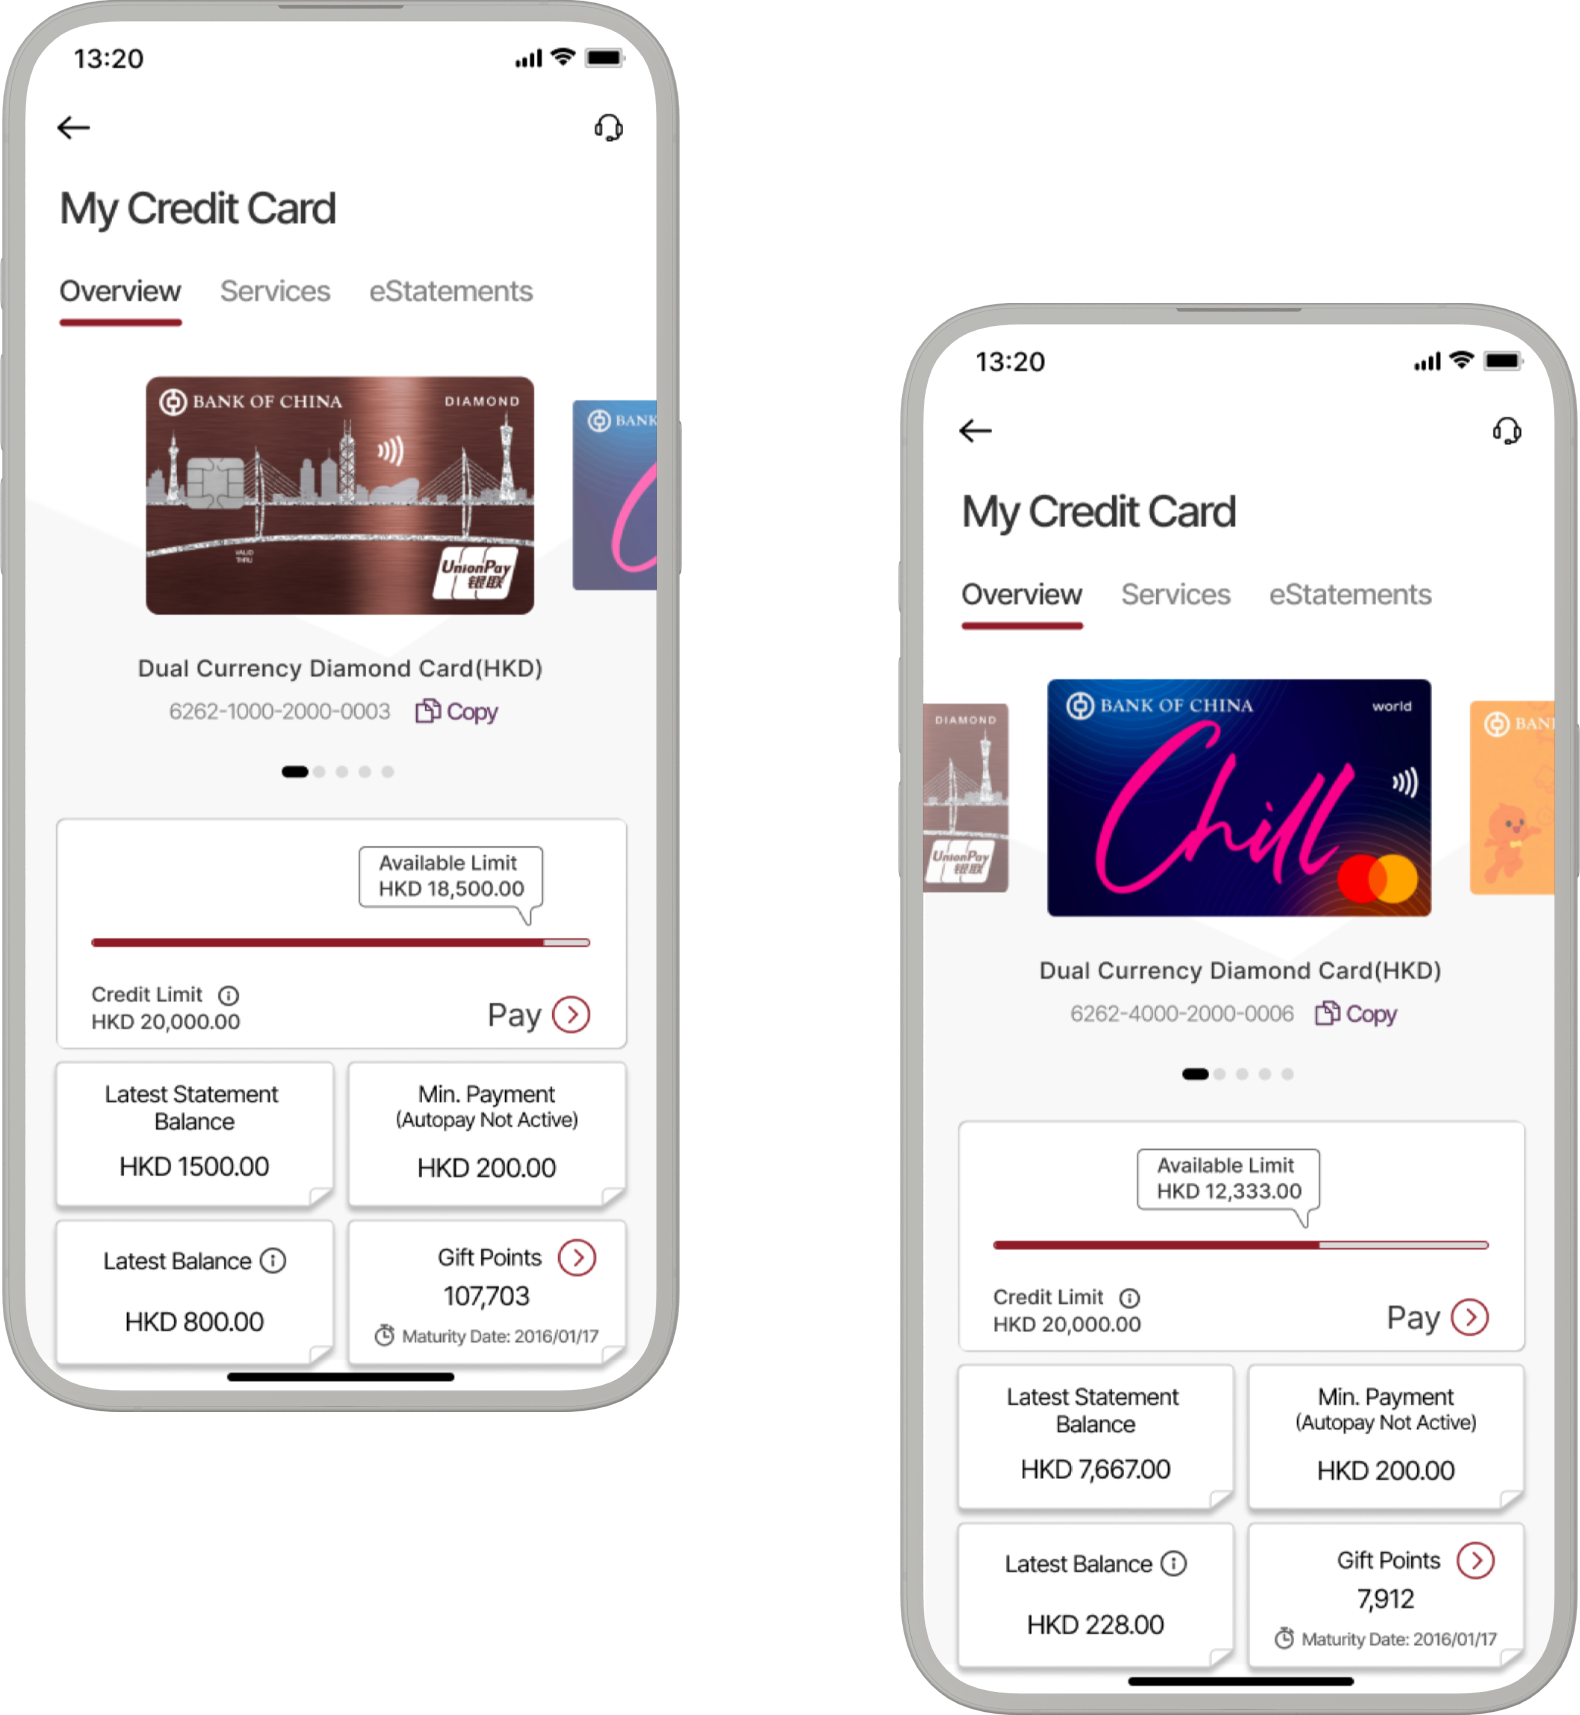 13:20
My Credit Card
Overview Services eStatements
BANK OF CHINA DIAMOND
BANK
VALID
THRU
UnionPay
银联
Dual Currency Diamond Card(HKD)
6262-1000-2000-0003 Copy
Available Limit
HKD 18,500.00
Credit Limit
HKD 20,000.00
Pay
Latest Statement
Balance
HKD 1500.00
Min. Payment
(Autopay Not Active)
HKD 200.00
Latest Balance
HKD 800.00
Gift Points
107,703
Maturity Date: 2016/01/17
13:20
My Credit Card
Overview Services eStatements
DIAMOND
UnionPay
银联
BANK OF CHINA world
Chill
BAN
Dual Currency Diamond Card(HKD)
6262-4000-2000-0006 Copy
Available Limit
HKD 12,333.00
Credit Limit
HKD 20,000.00
Pay
Latest Statement
Balance
HKD 7,667.00
Min. Payment
(Autopay Not Active)
HKD 200.00
Latest Balance
HKD 228.00
Gift Points
7,912
Maturity Date: 2016/01/17